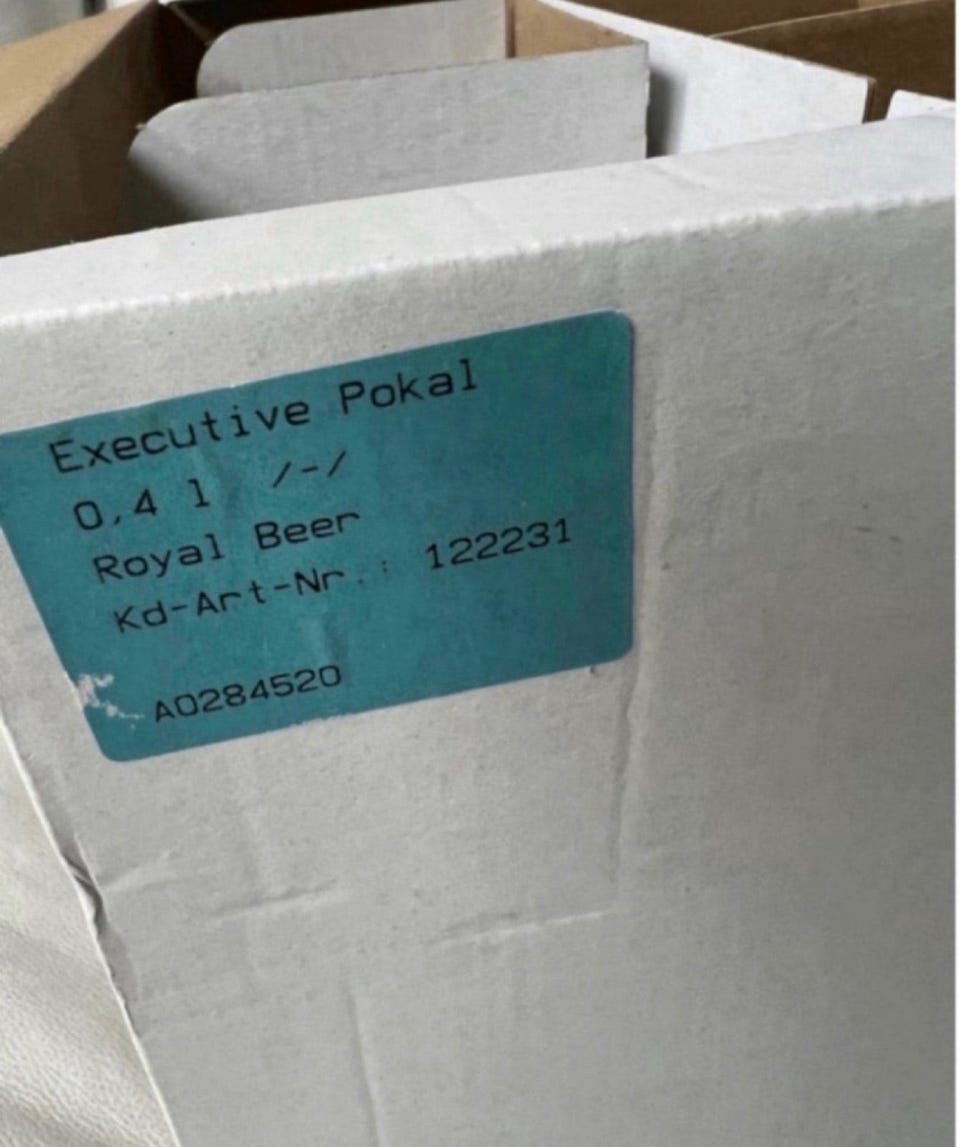 Executive Pokal
0,4 l /-/
Royal Beer
Kd-Art-Nr.: 122231
A0284520